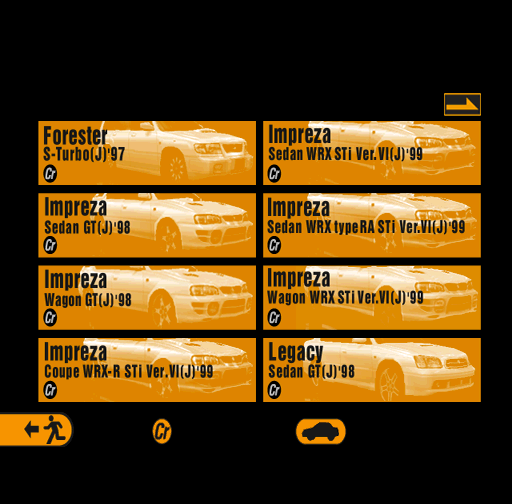 Forester
S-Turbo(J)'97
Cr
Impreza
Sedan WRX STi Ver.VI(J)'99
Cr
Impreza
Sedan GT(J)'98
Cr
Impreza
Sedan WRX typeRA STi Ver.VI(J)'99
Cr
Impreza
Wagon GT(J)'98
Cr
Impreza
Wagon WRX STi Ver.VI(J)'99
Cr
Impreza
Coupe WRX-R STi Ver.VI(J)'99
Cr
Legacy
Sedan GT(J)'98
Cr
Cr